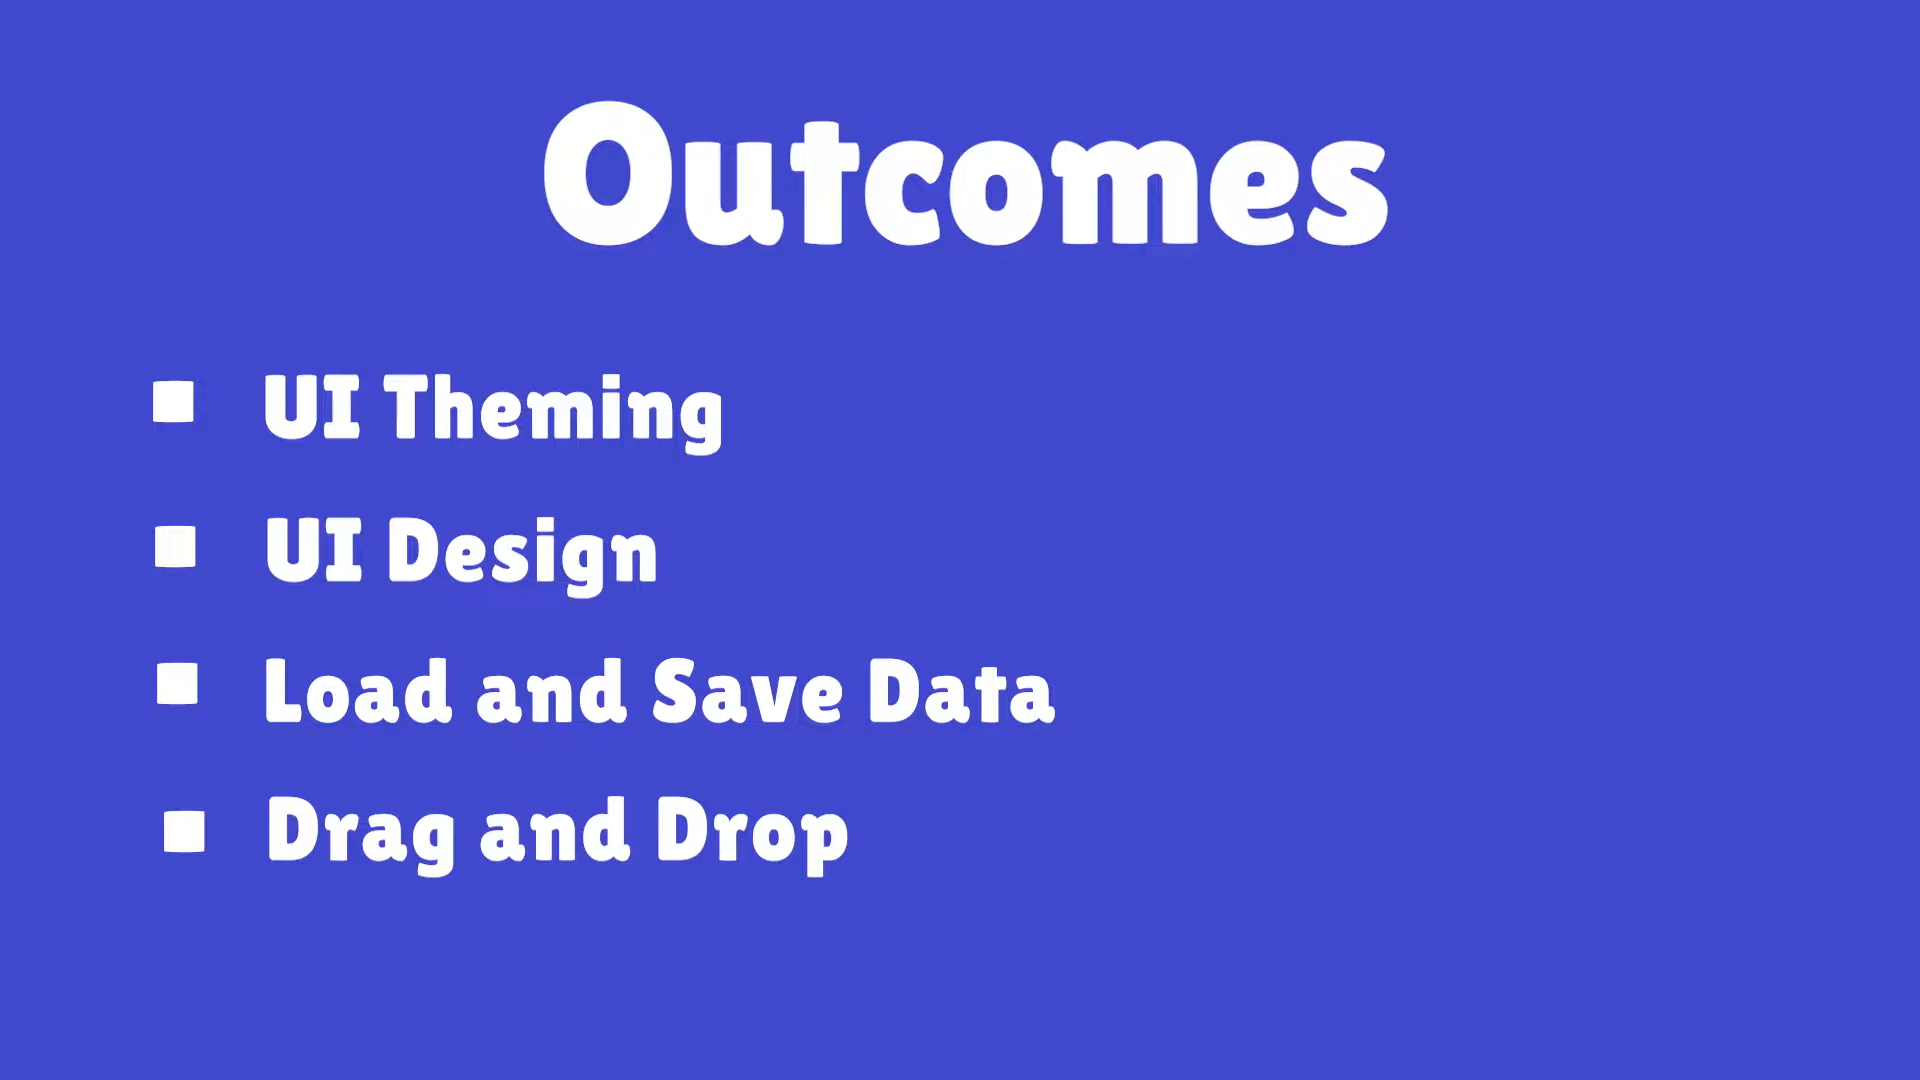 Outcomes
UI Theming
UI Design
Load and Save Data
Drag and Drop